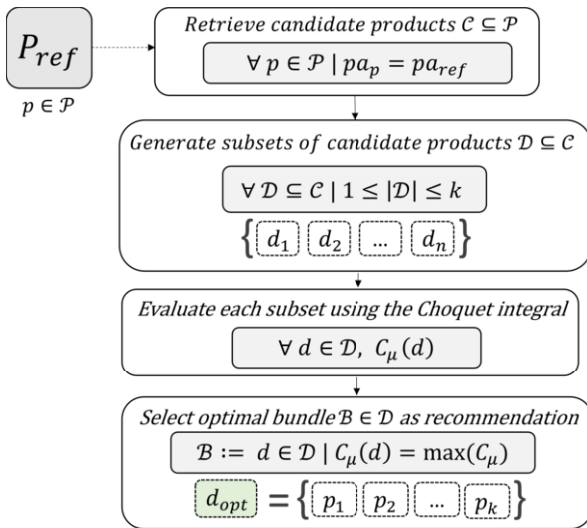 P_ref
p ∈ 𝒫
Retrieve candidate products 𝒞 ⊆ 𝒫
∀ p ∈ 𝒫 | pa_p = pa_ref
Generate subsets of candidate products 𝒟 ⊆ 𝒞
∀ 𝒟 ⊆ 𝒞 | 1 ≤ |𝒟| ≤ k
{ d_1 d_2 ... d_n }
Evaluate each subset using the Choquet integral
∀ d ∈ 𝒟, C_μ(d)
Select optimal bundle ℬ ∈ 𝒟 as recommendation
ℬ := d ∈ 𝒟 | C_μ(d) = max(C_μ)
d_opt = { p_1 p_2 ... p_k }